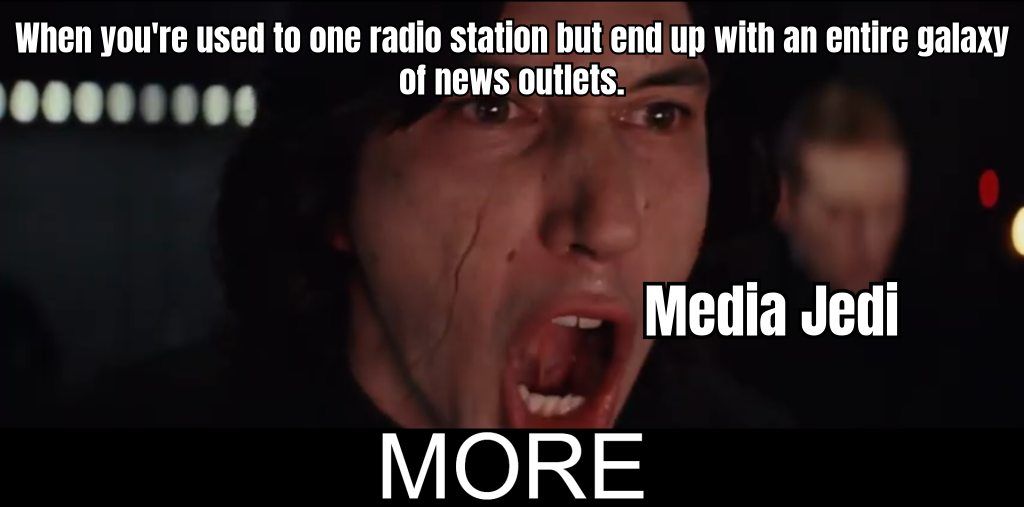 When you're used to one radio station but end up with an entire galaxy
of news outlets.
Media Jedi
MORE